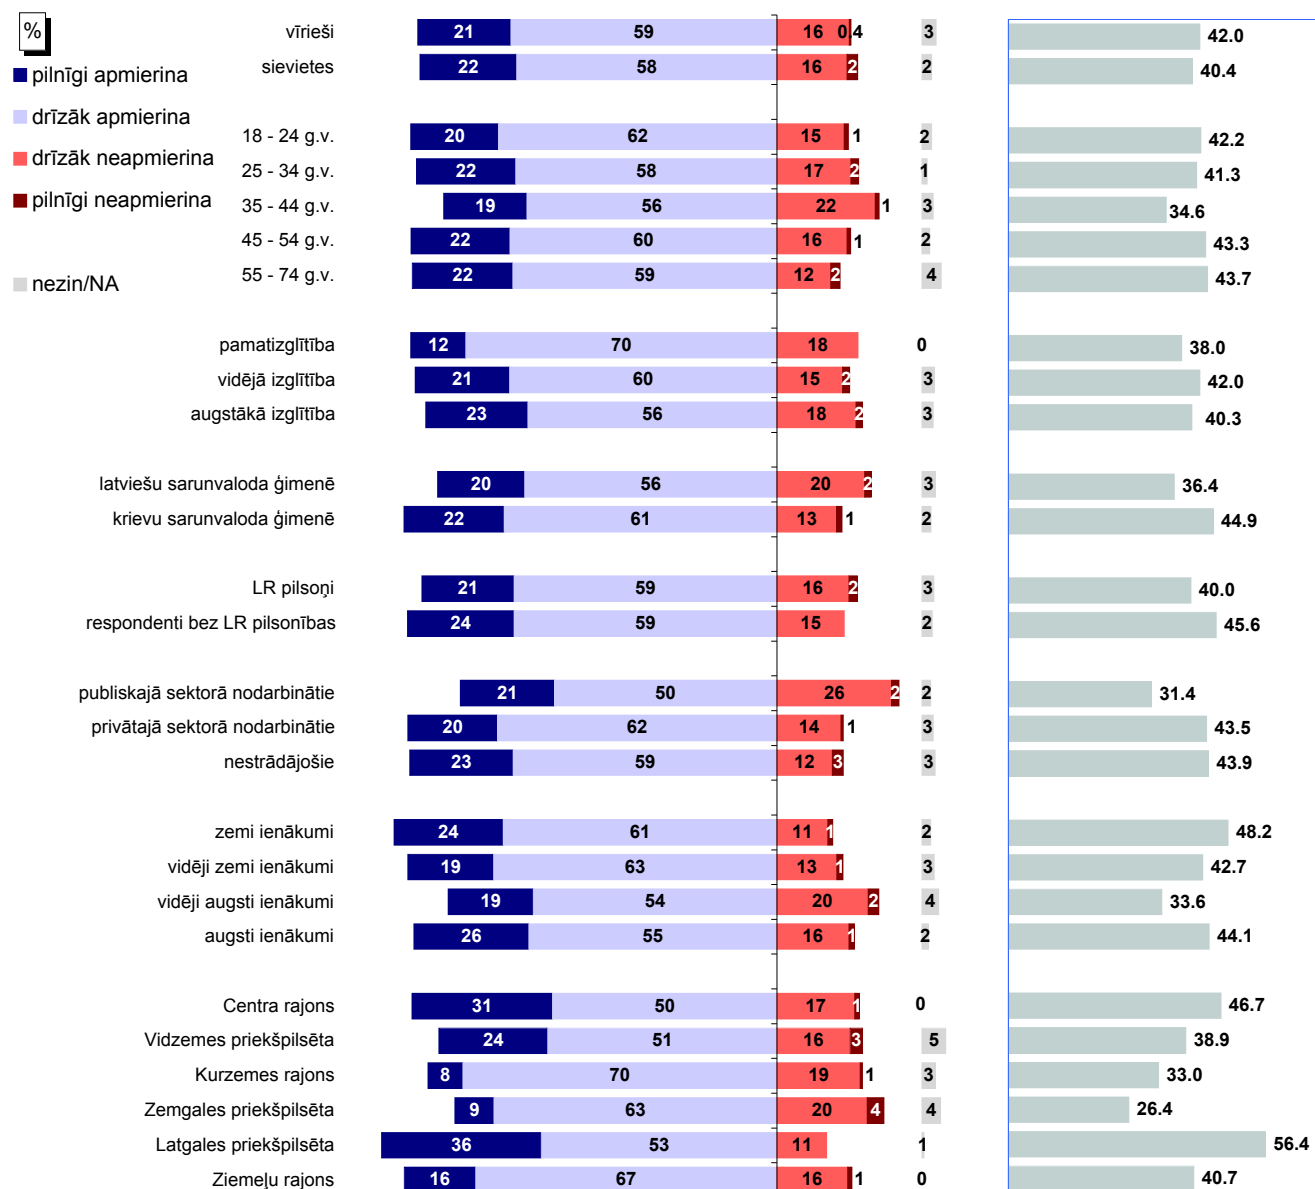 %
pilnīgi apmierina
drīzāk apmierina
drīzāk neapmierina
pilnīgi neapmierina
nezin/NA
vīrieši 21 59 16 0.4 3 42.0
sievietes 22 58 16 2 2 40.4
18 - 24 g.v. 20 62 15 1 2 42.2
25 - 34 g.v. 22 58 17 2 1 41.3
35 - 44 g.v. 19 56 22 1 3 34.6
45 - 54 g.v. 22 60 16 1 2 43.3
55 - 74 g.v. 22 59 12 2 4 43.7
pamatizglītība 12 70 18 0 38.0
vidējā izglītība 21 60 15 2 3 42.0
augstākā izglītība 23 56 18 2 3 40.3
latviešu sarunvaloda ģimenē 20 56 20 2 3 36.4
krievu sarunvaloda ģimenē 22 61 13 1 2 44.9
LR pilsoņi 21 59 16 2 3 40.0
respondenti bez LR pilsonības 24 59 15 2 45.6
publiskajā sektorā nodarbinātie 21 50 26 2 2 31.4
privātajā sektorā nodarbinātie 20 62 14 1 3 43.5
nestrādājošie 23 59 12 3 3 43.9
zemi ienākumi 24 61 11 1 2 48.2
vidēji zemi ienākumi 19 63 13 1 3 42.7
vidēji augsti ienākumi 19 54 20 2 4 33.6
augsti ienākumi 26 55 16 1 2 44.1
Centra rajons 31 50 17 1 0 46.7
Vidzemes priekšpilsēta 24 51 16 3 5 38.9
Kurzemes rajons 8 70 19 1 3 33.0
Zemgales priekšpilsēta 9 63 20 4 4 26.4
Latgales priekšpilsēta 36 53 11 1 56.4
Ziemeļu rajons 16 67 16 1 0 40.7